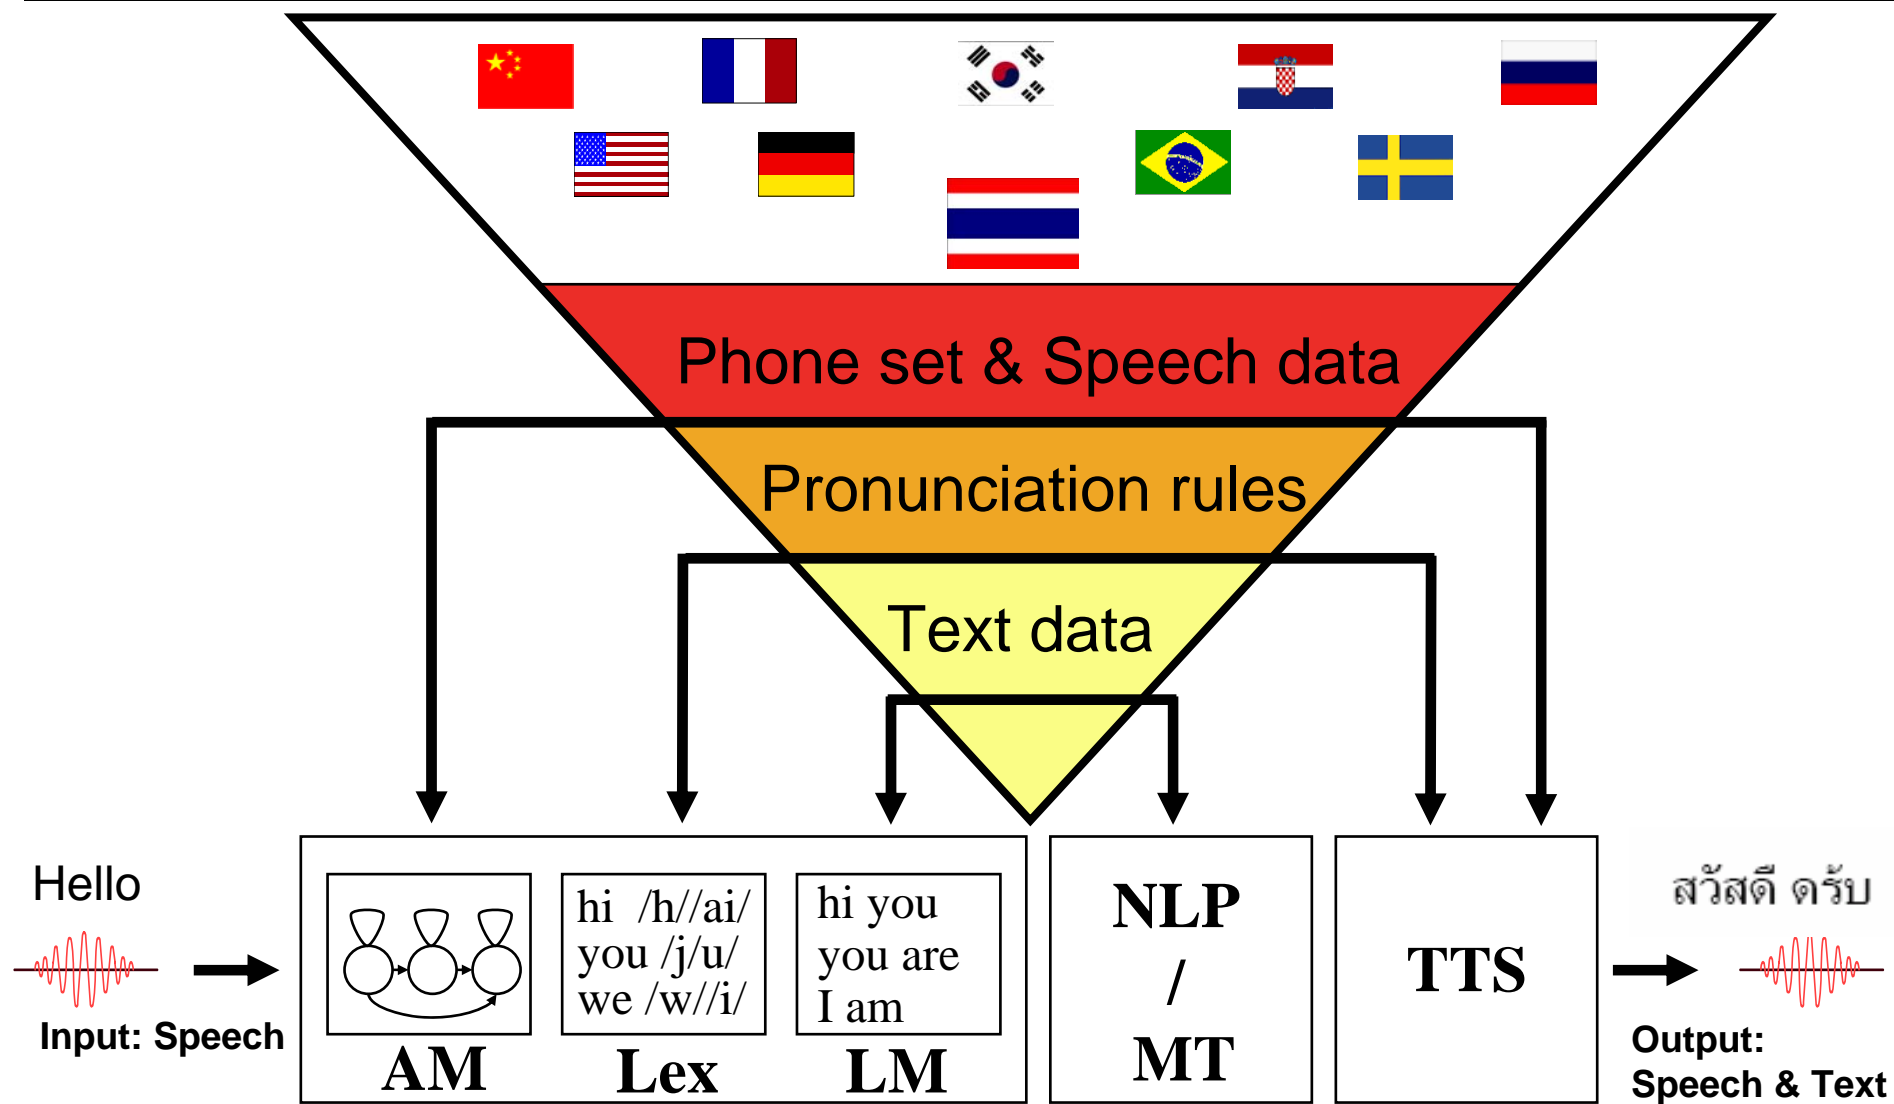 Phone set & Speech data
Pronunciation rules
Text data
Hello
Input: Speech
hi /h//ai/
you /j/u/
we /w//i/
hi you
you are
I am
AM
Lex
LM
NLP
/
MT
TTS
สวัสดี ดรับ
Output:
Speech & Text